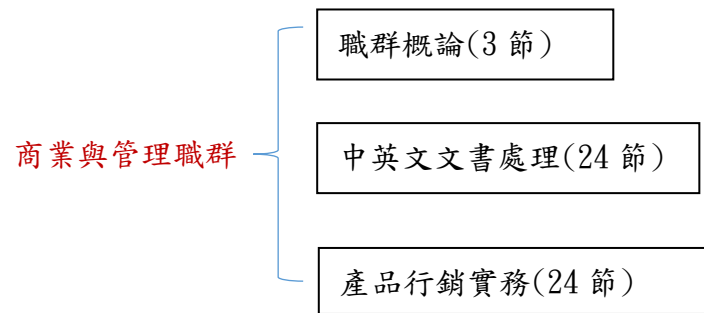 職群概論(3 節)
商業與管理職群
中英文文書處理(24 節)
產品行銷實務(24 節)